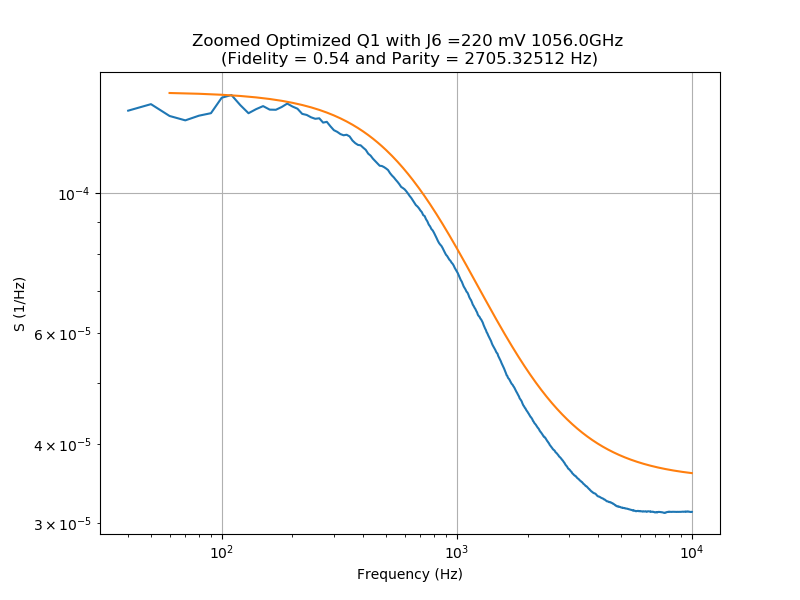 Zoomed Optimized Q1 with J6 =220 mV 1056.0GHz
(Fidelity = 0.54 and Parity = 2705.32512 Hz)
S (1/Hz)
10⁻⁴
6 × 10⁻⁵
4 × 10⁻⁵
3 × 10⁻⁵
10² 10³ 10⁴
Frequency (Hz)